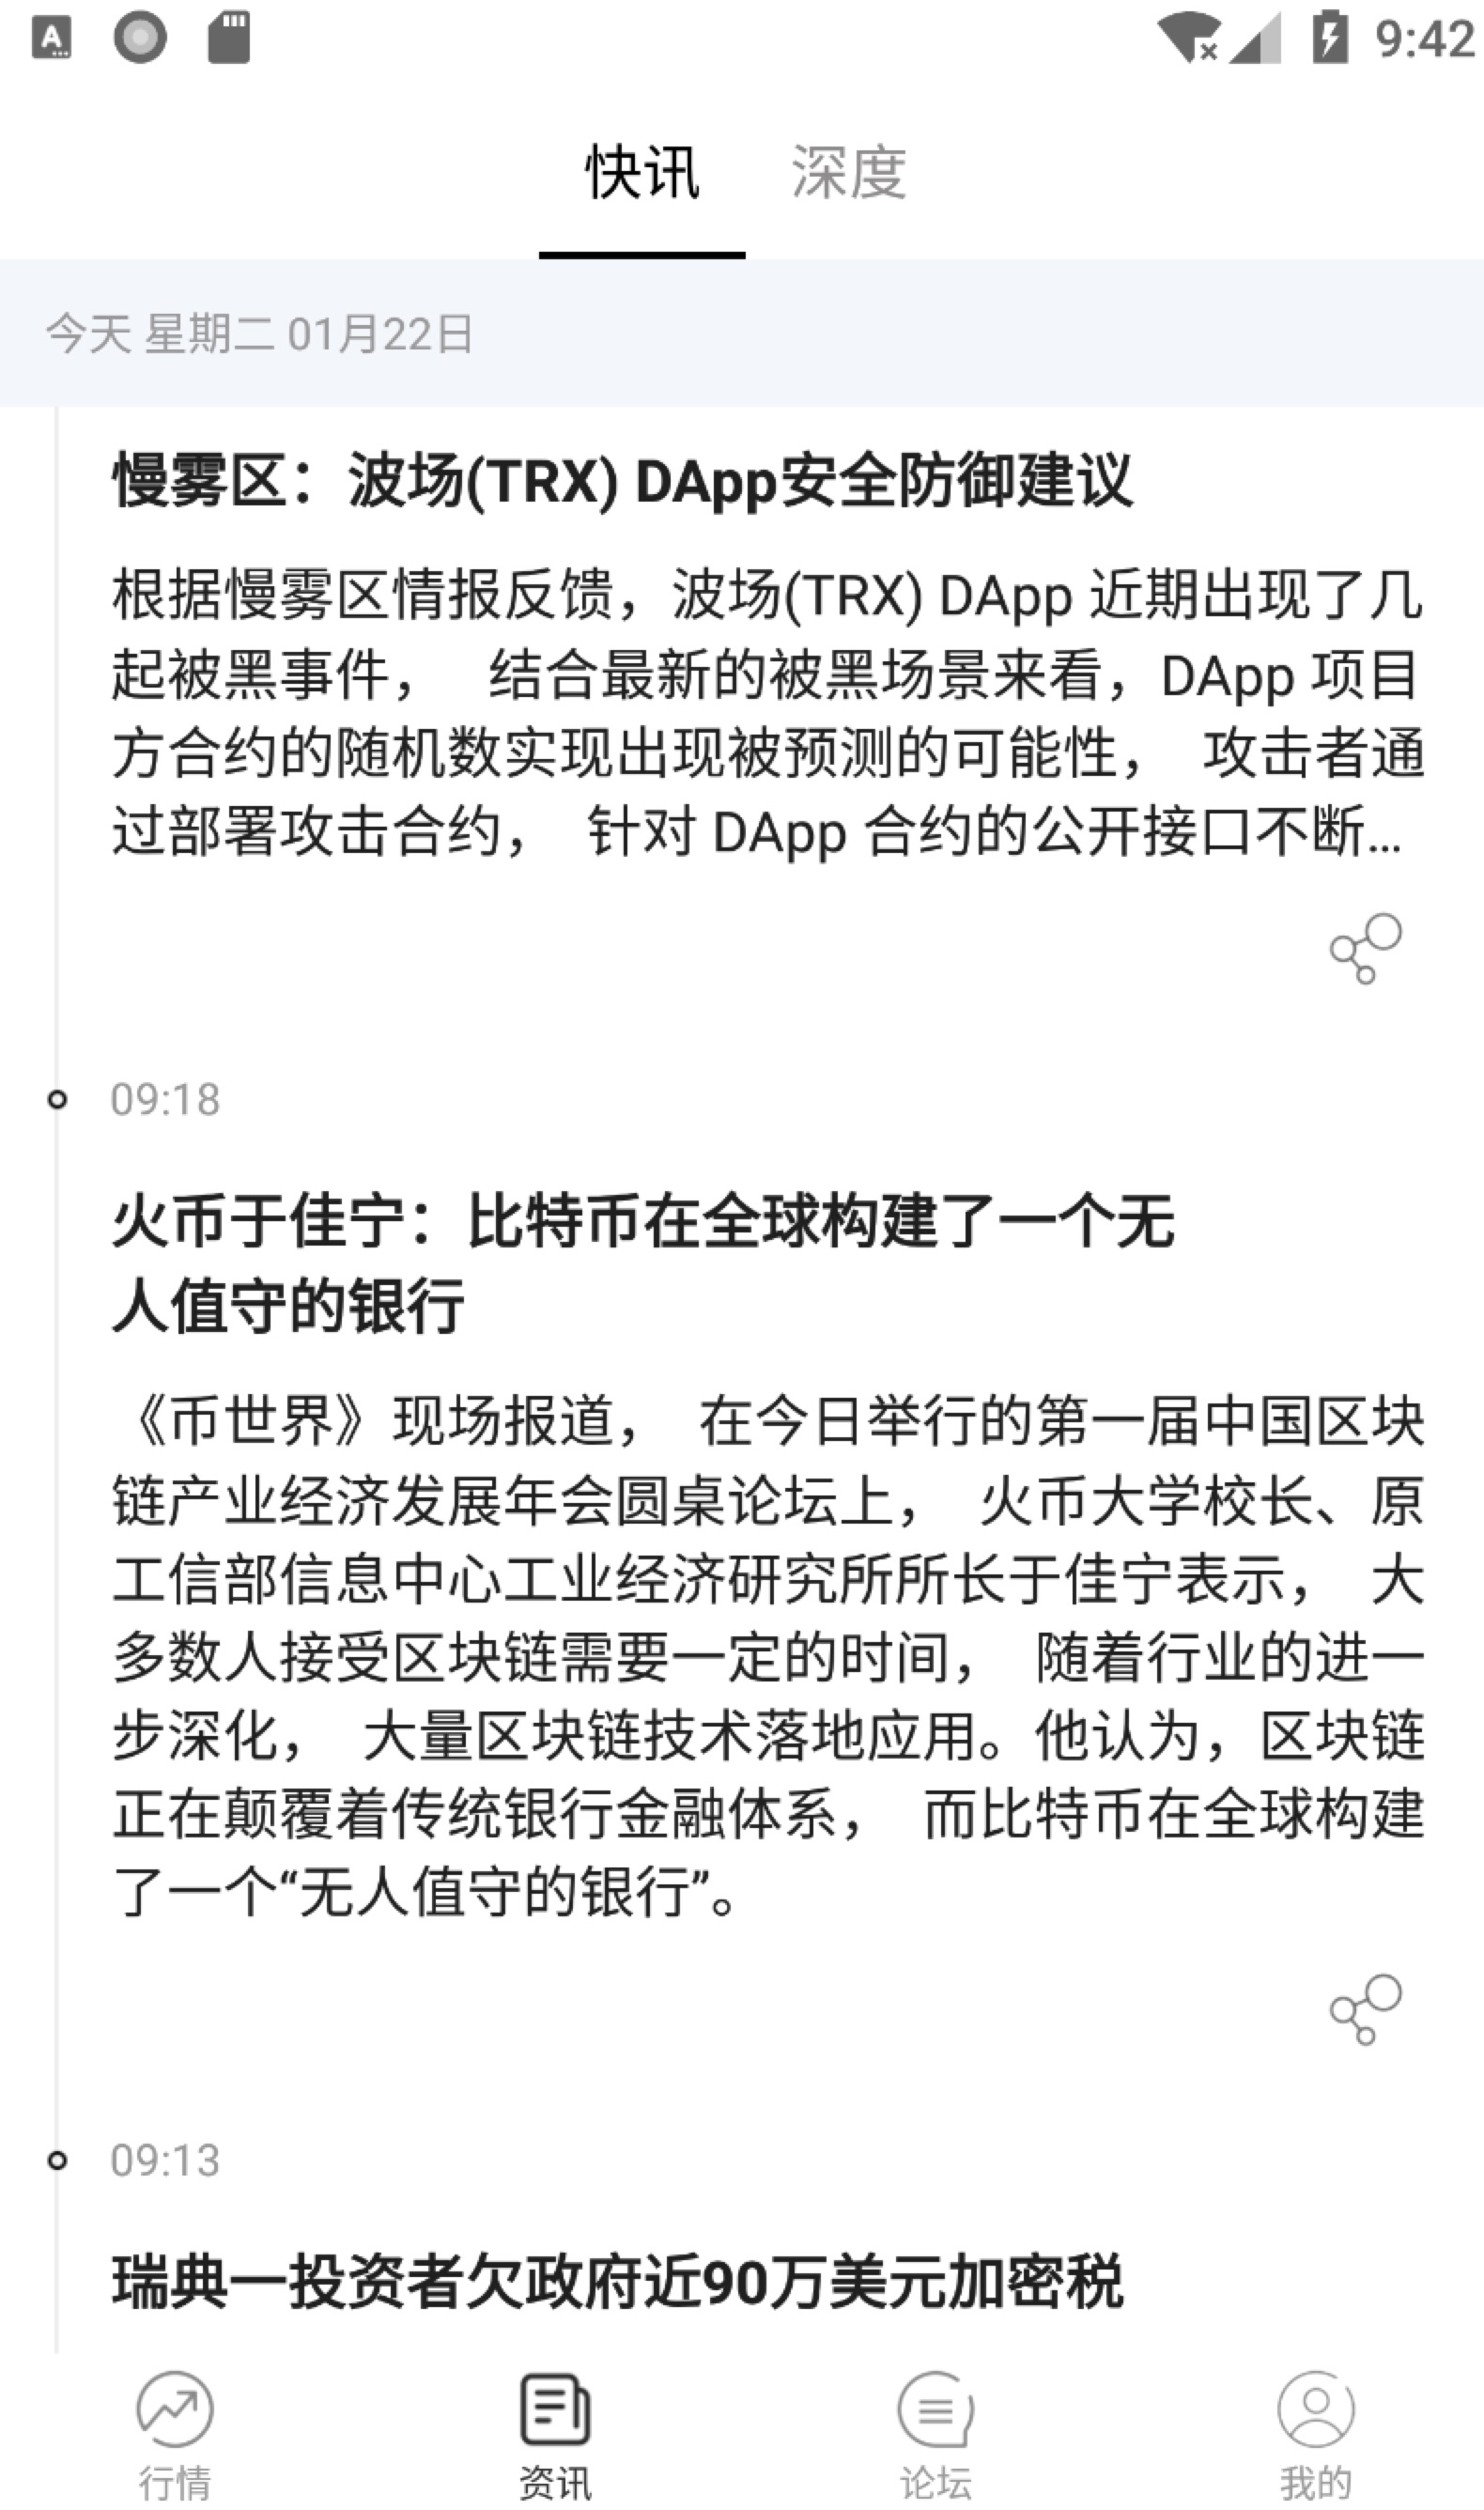 9:42
快讯 深度
今天 星期二 01月22日
慢雾区：波场(TRX) DApp安全防御建议
根据慢雾区情报反馈，波场(TRX) DApp 近期出现了几
起被黑事件， 结合最新的被黑场景来看，DApp 项目
方合约的随机数实现出现被预测的可能性， 攻击者通
过部署攻击合约， 针对 DApp 合约的公开接口不断...
09:18
火币于佳宁：比特币在全球构建了一个无
人值守的银行
《币世界》现场报道， 在今日举行的第一届中国区块
链产业经济发展年会圆桌论坛上， 火币大学校长、原
工信部信息中心工业经济研究所所长于佳宁表示， 大
多数人接受区块链需要一定的时间， 随着行业的进一
步深化， 大量区块链技术落地应用。他认为，区块链
正在颠覆着传统银行金融体系， 而比特币在全球构建
了一个“无人值守的银行”。
09:13
瑞典一投资者欠政府近90万美元加密税
行情 资讯 论坛 我的